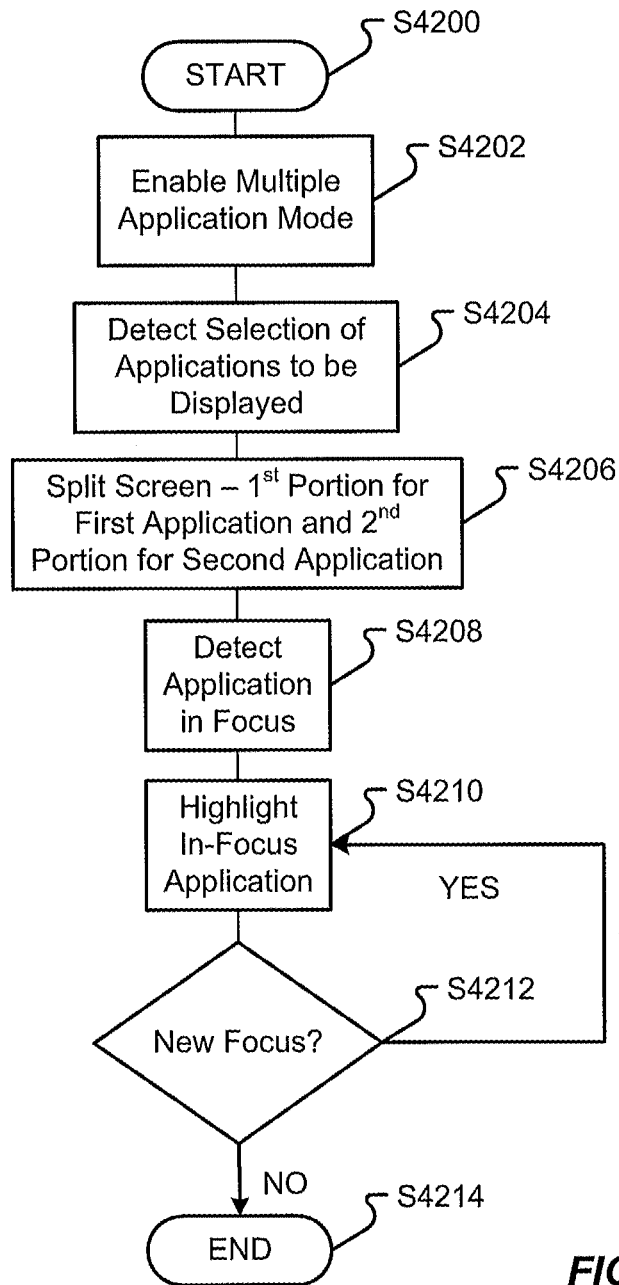 S4200
START
S4202
Enable Multiple
Application Mode
S4204
Detect Selection of
Applications to be
Displayed
S4206
Split Screen – 1st Portion for
First Application and 2nd
Portion for Second Application
S4208
Detect
Application
in Focus
S4210
Highlight
In-Focus
Application
YES
S4212
New Focus?
NO
S4214
END